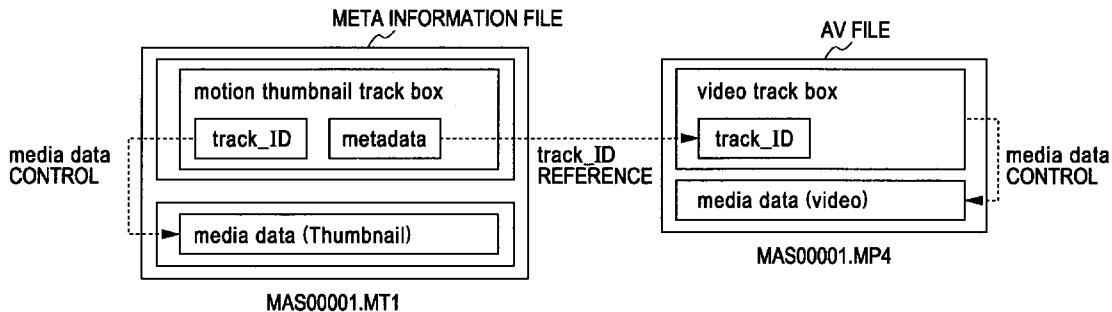 META INFORMATION FILE
AV FILE
motion thumbnail track box
track_ID
metadata
media data
CONTROL
media data (Thumbnail)
MAS00001.MT1
track_ID
REFERENCE
video track box
track_ID
media data (video)
media data
CONTROL
MAS00001.MP4